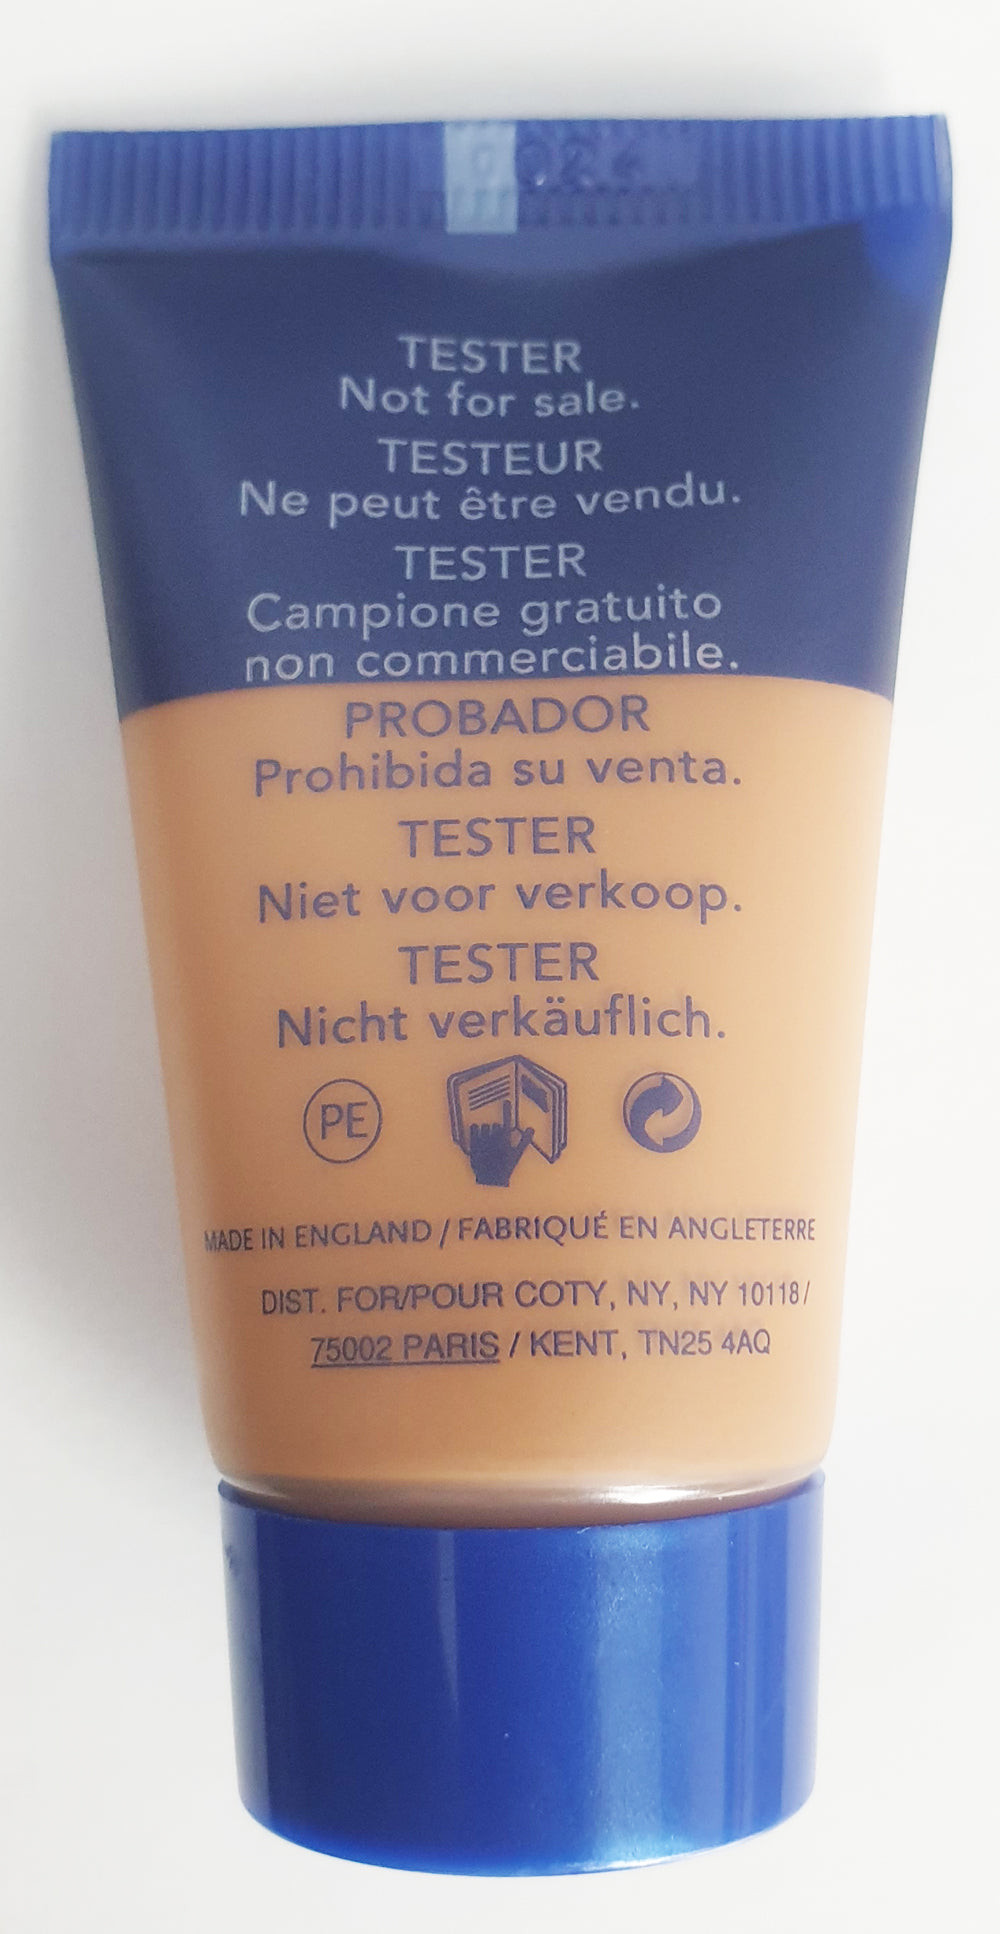 TESTER
Not for sale.
TESTEUR
Ne peut être vendu.
TESTER
Campione gratuito
non commerciabile.
PROBADOR
Prohibida su venta.
TESTER
Niet voor verkoop.
TESTER
Nicht verkäuflich.
PE
MADE IN ENGLAND / FABRIQUÉ EN ANGLETERRE
DIST. FOR/POUR COTY, NY, NY 10118/
75002 PARIS / KENT, TN25 4AQ